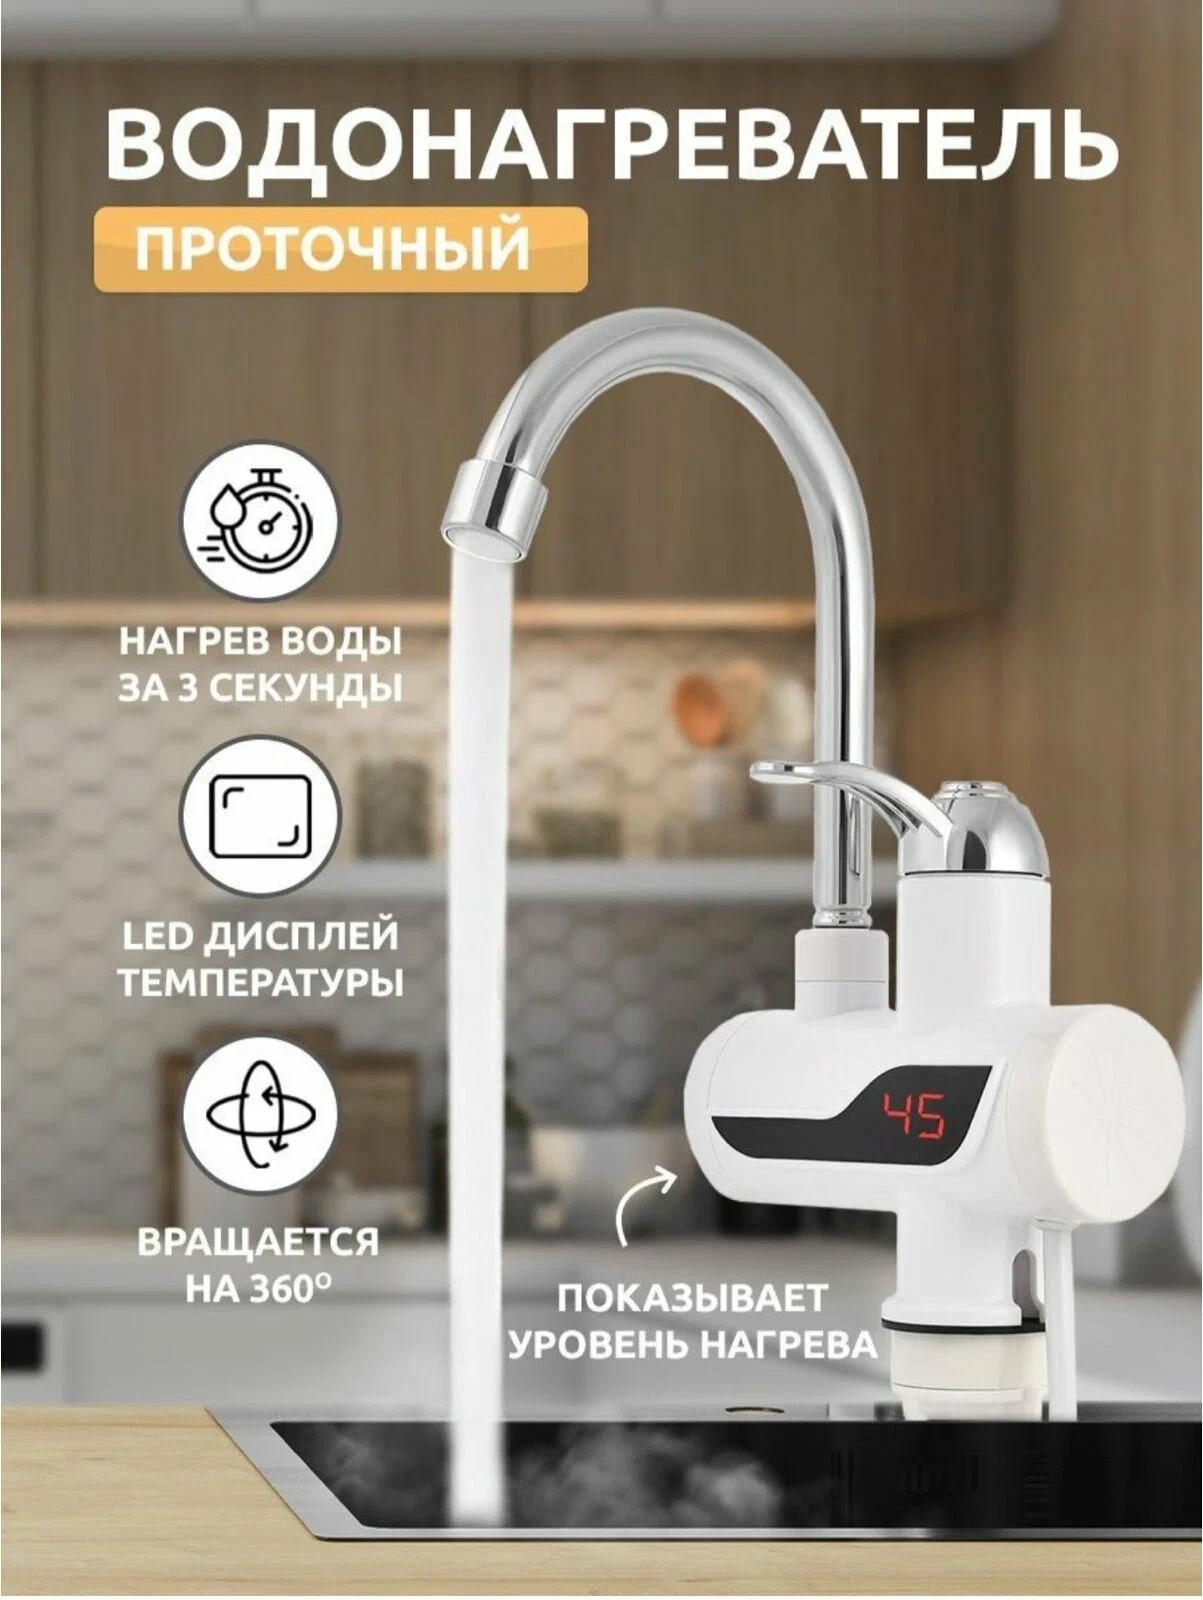 ВОДОНАГРЕВАТЕЛЬ
ПРОТОЧНЫЙ
НАГРЕВ ВОДЫ
ЗА 3 СЕКУНДЫ
LED ДИСПЛЕЙ
ТЕМПЕРАТУРЫ
45
ВРАЩАЕТСЯ
НА 360°
ПОКАЗЫВАЕТ
УРОВЕНЬ НАГРЕВА